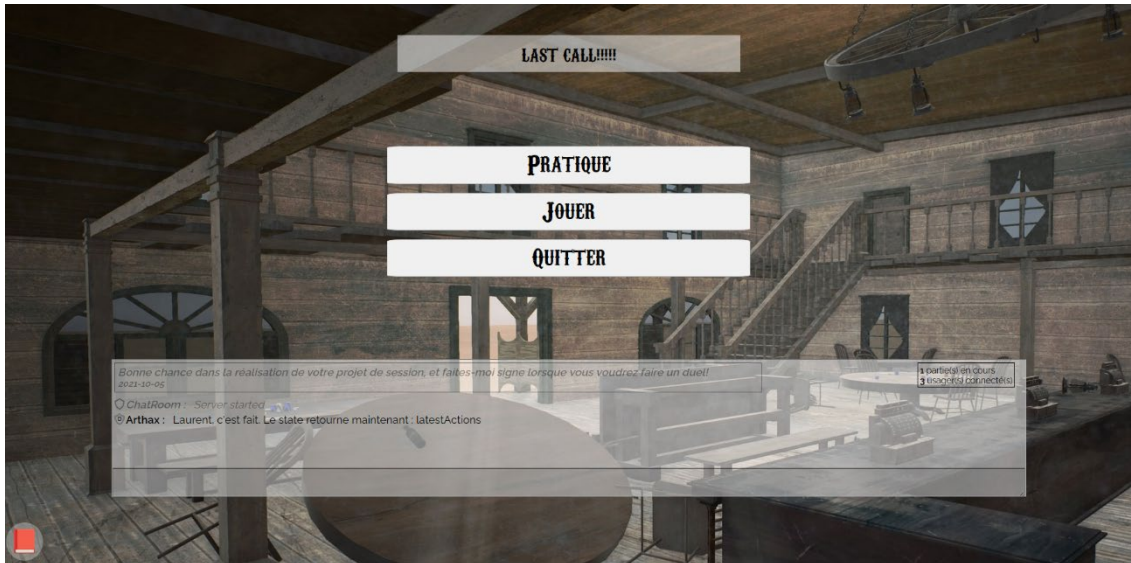 LAST CALL!!!!!
PRATIQUE
JOUER
QUITTER
Bonne chance dans la réalisation de votre projet de session, et faites-moi signe lorsque vous voudrez faire un duel!
2021-10-05
1 partie(s) en cours
3 usager(s) connecté(s)
ChatRoom : Server started
Arthax : Laurent, c'est fait. Le state retourne maintenant : latestActions